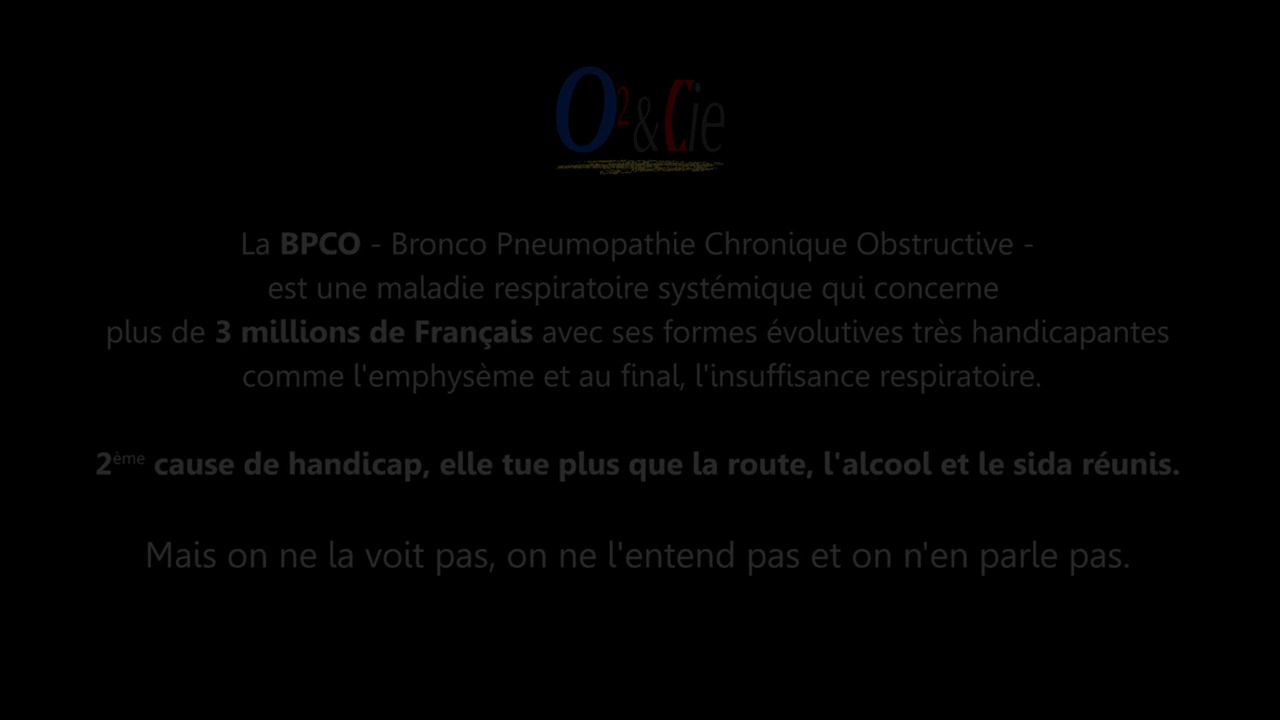 O²&Cie
La BPCO - Bronco Pneumopathie Chronique Obstructive -
est une maladie respiratoire systémique qui concerne
plus de 3 millions de Français avec ses formes évolutives très handicapantes
comme l'emphysème et au final, l'insuffisance respiratoire.
2ème cause de handicap, elle tue plus que la route, l'alcool et le sida réunis.
Mais on ne la voit pas, on ne l'entend pas et on n'en parle pas.